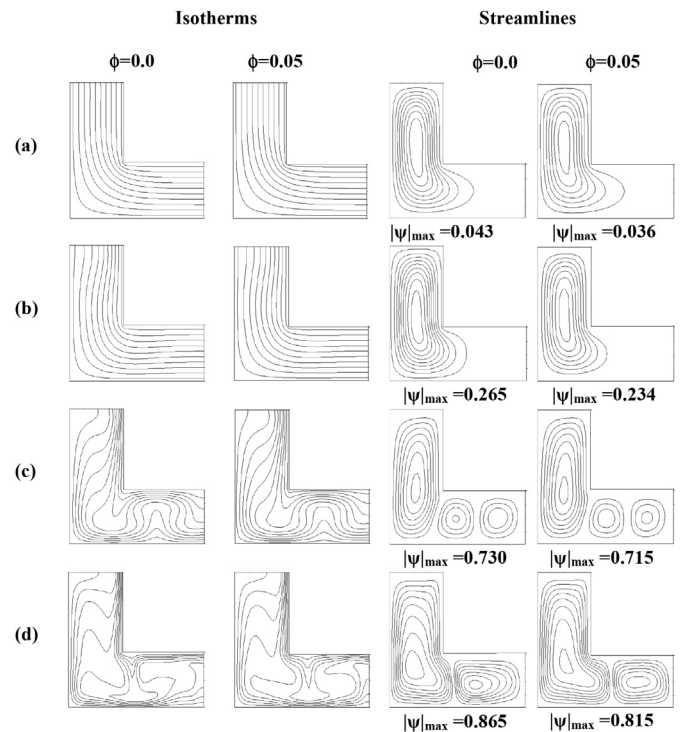 Isotherms Streamlines
ϕ=0.0 ϕ=0.05 ϕ=0.0 ϕ=0.05
(a)
|ψ|max =0.043 |ψ|max =0.036
(b)
|ψ|max =0.265 |ψ|max =0.234
(c)
|ψ|max =0.730 |ψ|max =0.715
(d)
|ψ|max =0.865 |ψ|max =0.815